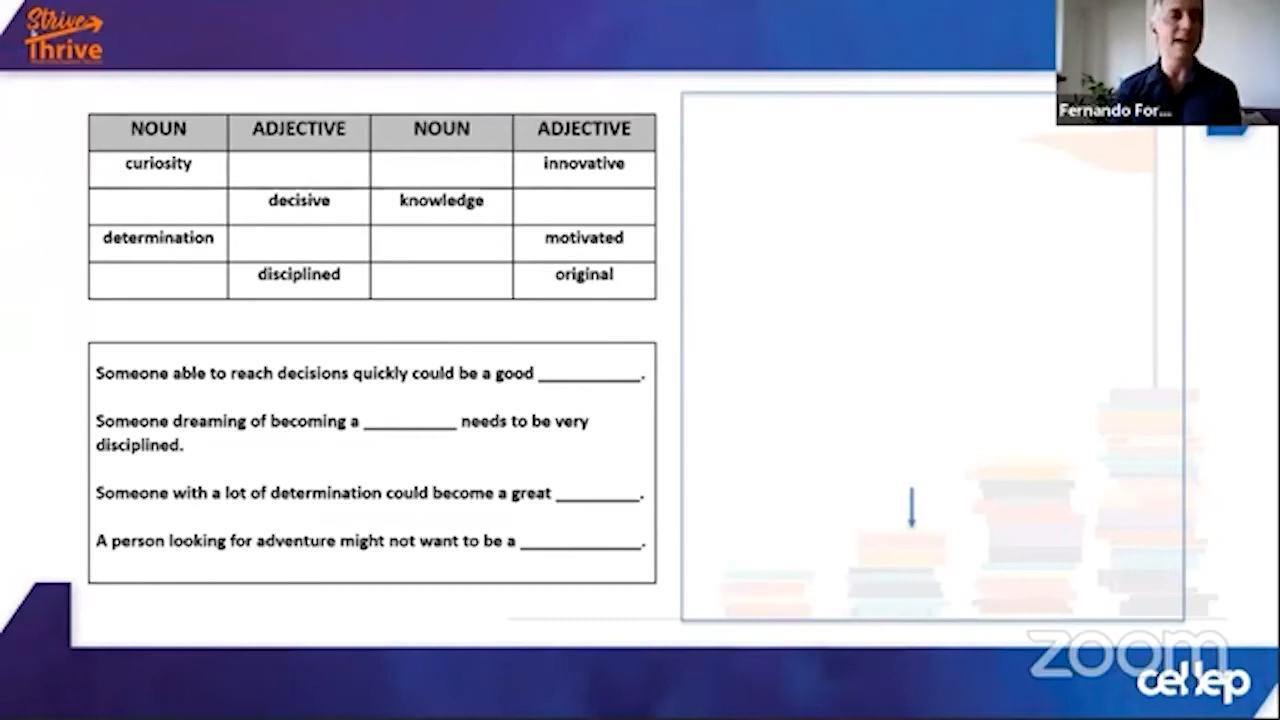 Strive
Thrive
Fernando For...
NOUN ADJECTIVE NOUN ADJECTIVE
curiosity innovative
decisive knowledge
determination motivated
disciplined original
Someone able to reach decisions quickly could be a good ___________.
Someone dreaming of becoming a __________ needs to be very
disciplined.
Someone with a lot of determination could become a great _________.
A person looking for adventure might not want to be a _____________.
zoom
cel·lep